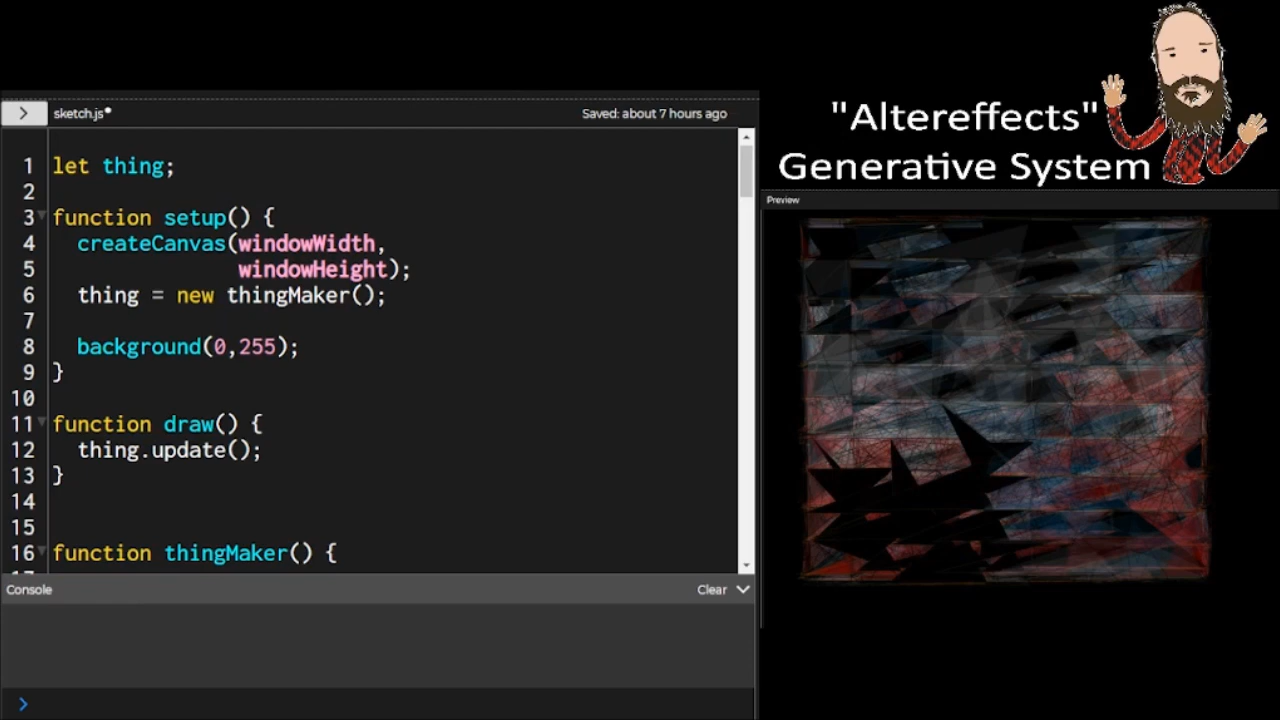 "Altereffects"
Generative System
sketch.js*
Saved: about 7 hours ago
Preview
1 let thing;
2
3 function setup() {
4 createCanvas(windowWidth,
5 windowHeight);
6 thing = new thingMaker();
7
8 background(0,255);
9 }
10
11 function draw() {
12 thing.update();
13 }
14
15
16 function thingMaker() {
Console
Clear